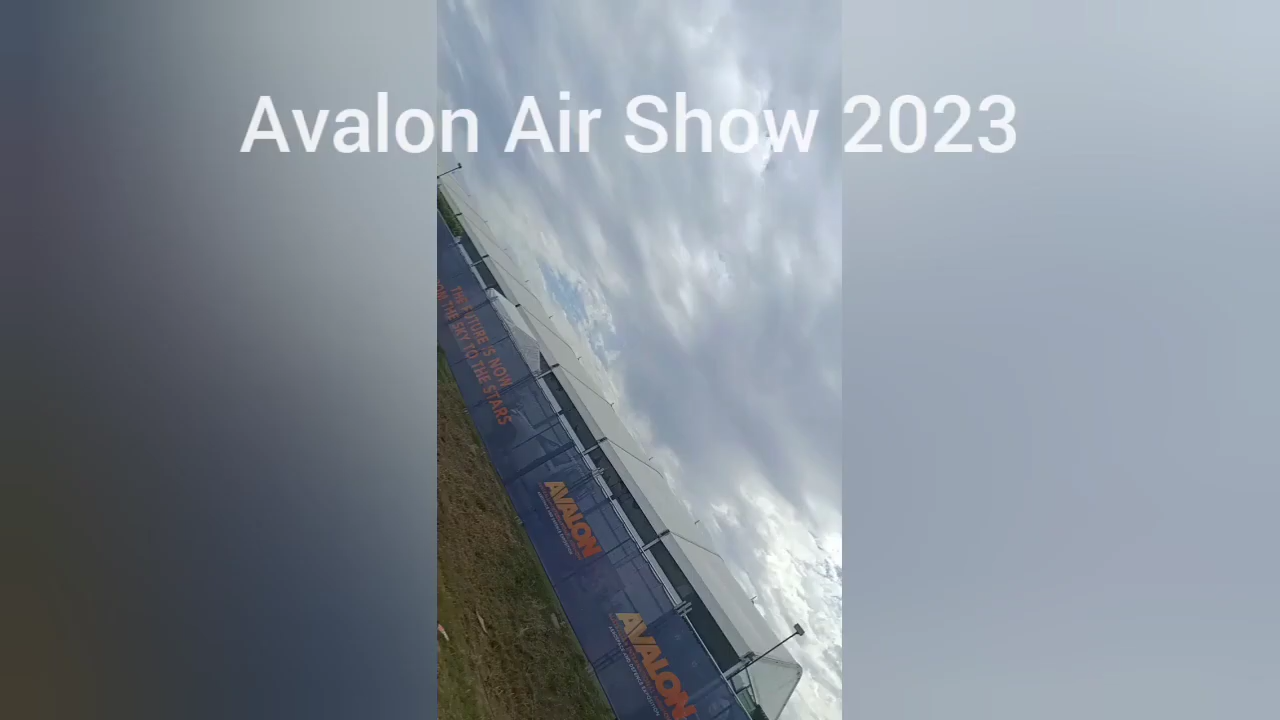 Avalon Air Show 2023
THE FUTURE IS NOW
FROM THE SKY TO THE STARS
AVALON
AVALON